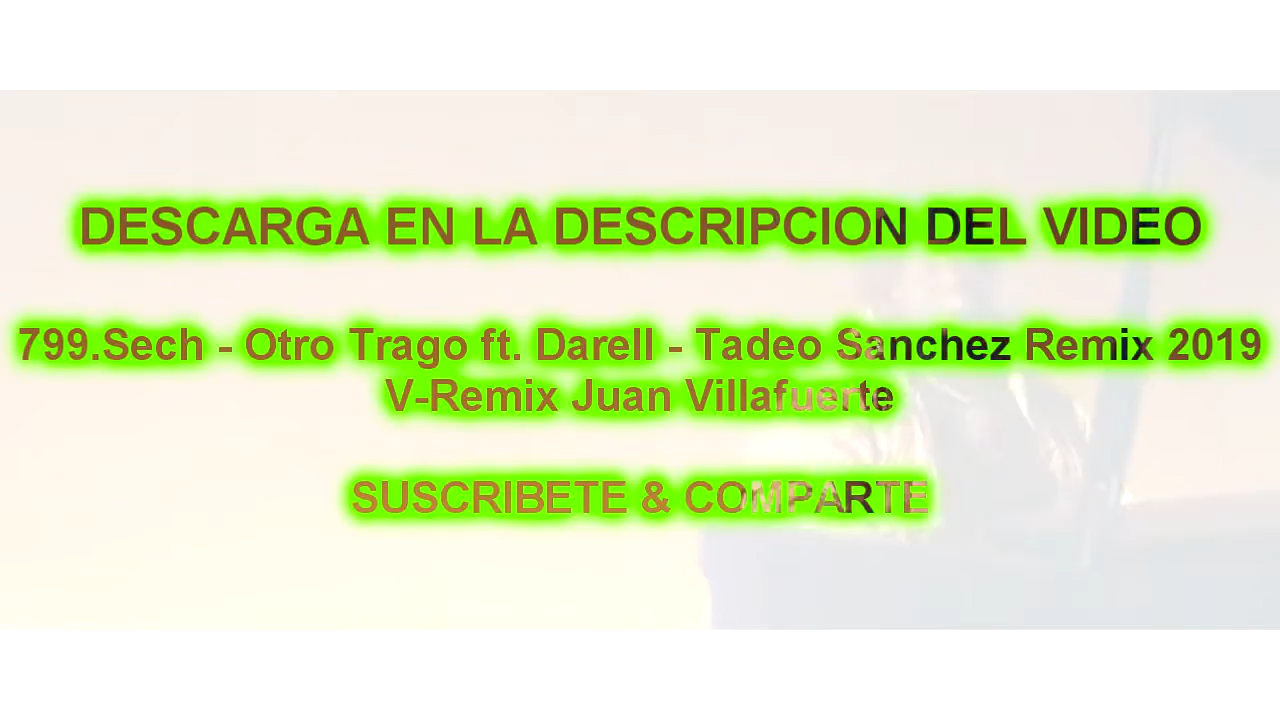 DESCARGA EN LA DESCRIPCION DEL VIDEO
799.Sech - Otro Trago ft. Darell - Tadeo Sanchez Remix 2019
V-Remix Juan Villafuerte
SUSCRIBETE & COMPARTE